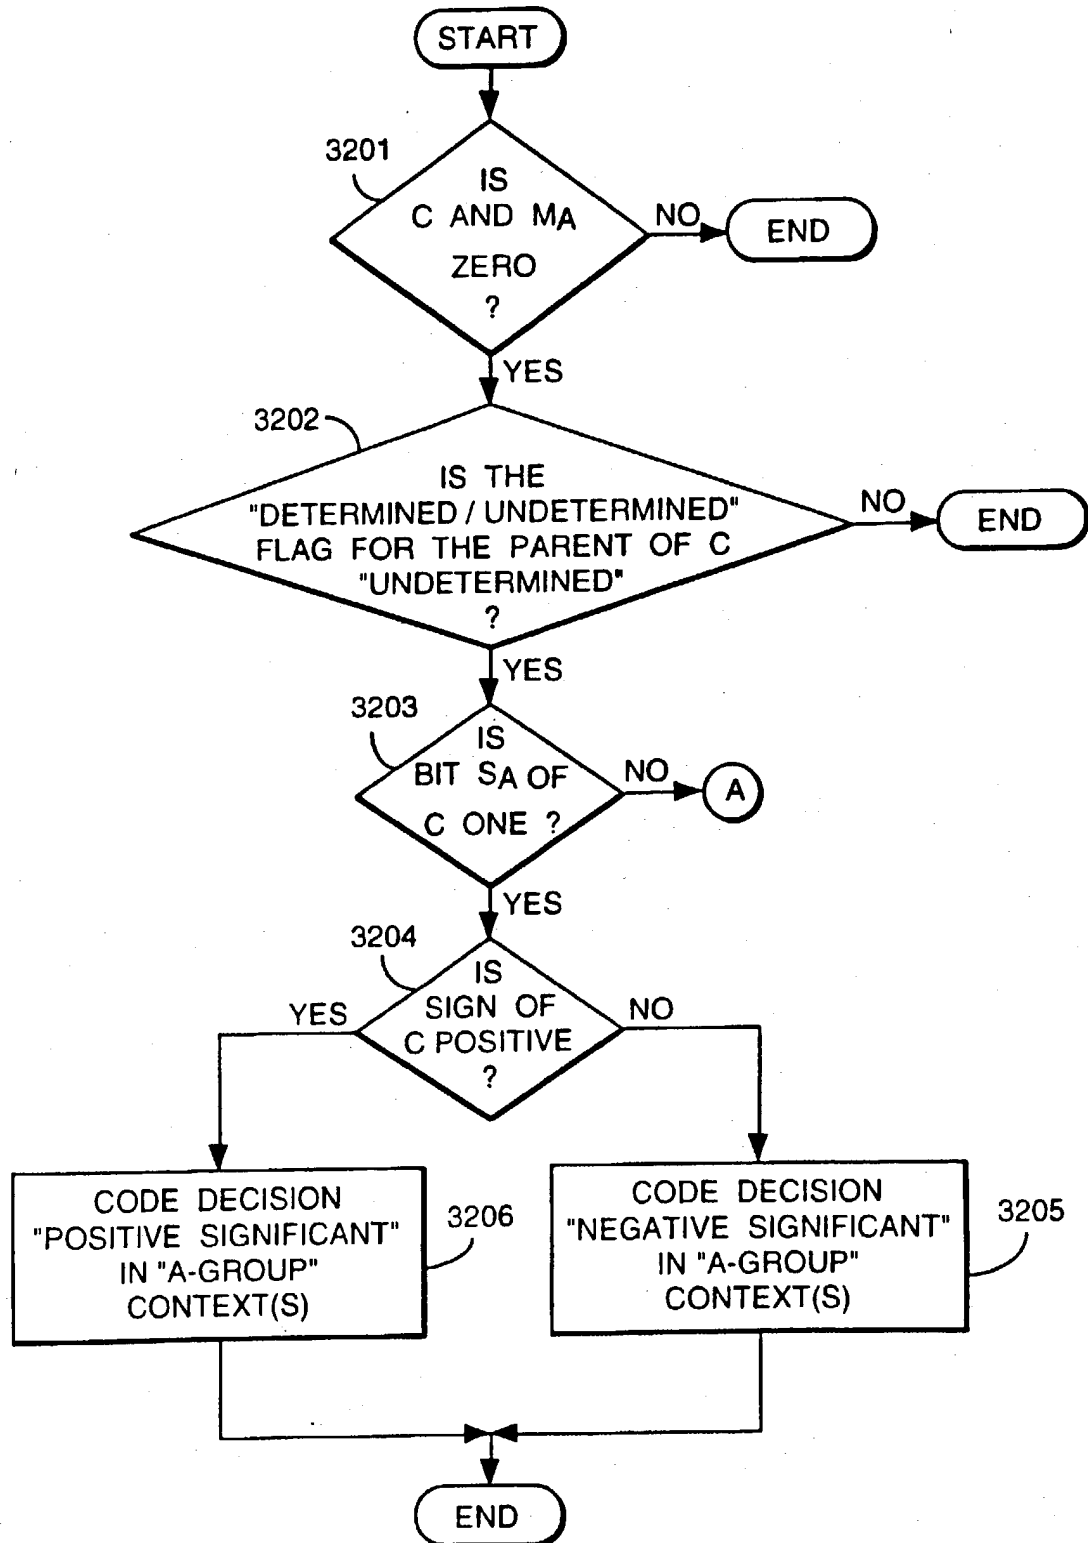 START
3201
IS
C AND MA
ZERO
?
NO
END
YES
3202
IS THE
"DETERMINED / UNDETERMINED"
FLAG FOR THE PARENT OF C
"UNDETERMINED"
?
NO
END
YES
3203
IS
BIT SA OF
C ONE ?
NO
A
YES
3204
IS
SIGN OF
C POSITIVE
?
YES
NO
CODE DECISION
"POSITIVE SIGNIFICANT"
IN "A-GROUP"
CONTEXT(S)
3206
CODE DECISION
"NEGATIVE SIGNIFICANT"
IN "A-GROUP"
CONTEXT(S)
3205
END